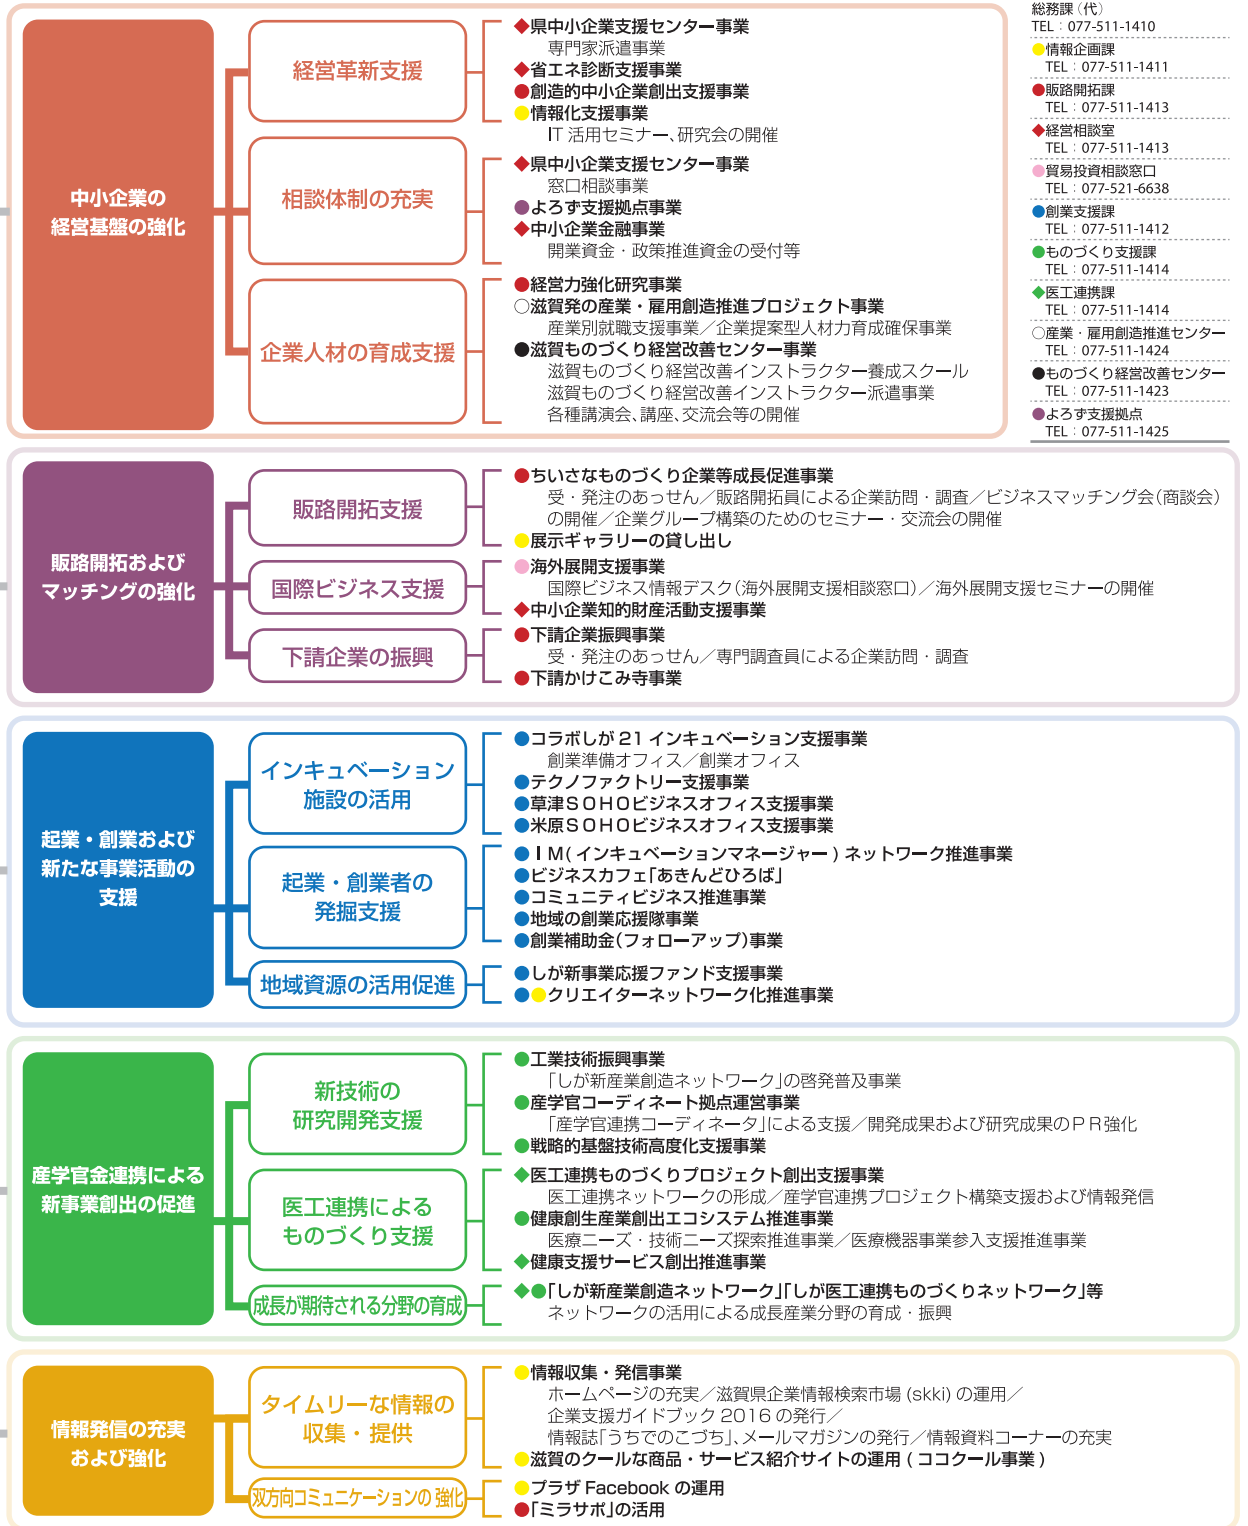 中小企業の
経営基盤の強化
経営革新支援
◆県中小企業支援センター事業
専門家派遣事業
◆省エネ診断支援事業
●創造的中小企業創出支援事業
●情報化支援事業
IT 活用セミナー、研究会の開催
相談体制の充実
◆県中小企業支援センター事業
窓口相談事業
●よろず支援拠点事業
◆中小企業金融事業
開業資金・政策推進資金の受付等
企業人材の育成支援
●経営力強化研究事業
○滋賀発の産業・雇用創造推進プロジェクト事業
産業別就職支援事業／企業提案型人材力育成確保事業
●滋賀ものづくり経営改善センター事業
滋賀ものづくり経営改善インストラクター養成スクール
滋賀ものづくり経営改善インストラクター派遣事業
各種講演会、講座、交流会等の開催
総務課（代）
TEL：077-511-1410
●情報企画課
TEL：077-511-1411
●販路開拓課
TEL：077-511-1413
◆経営相談室
TEL：077-511-1413
●貿易投資相談窓口
TEL：077-521-6638
●創業支援課
TEL：077-511-1412
●ものづくり支援課
TEL：077-511-1414
◆医工連携課
TEL：077-511-1414
○産業・雇用創造推進センター
TEL：077-511-1424
●ものづくり経営改善センター
TEL：077-511-1423
●よろず支援拠点
TEL：077-511-1425
販路開拓および
マッチングの強化
販路開拓支援
●ちいさなものづくり企業等成長促進事業
受・発注のあっせん／販路開拓員による企業訪問・調査／ビジネスマッチング会（商談会）
の開催／企業グループ構築のためのセミナー・交流会の開催
●展示ギャラリーの貸し出し
国際ビジネス支援
●海外展開支援事業
国際ビジネス情報デスク（海外展開支援相談窓口）／海外展開支援セミナーの開催
◆中小企業知的財産活動支援事業
下請企業の振興
●下請企業振興事業
受・発注のあっせん／専門調査員による企業訪問・調査
●下請かけこみ寺事業
起業・創業および
新たな事業活動の
支援
インキュベーション
施設の活用
●コラボしが 21 インキュベーション支援事業
創業準備オフィス／創業オフィス
●テクノファクトリー支援事業
●草津ＳＯＨＯビジネスオフィス支援事業
●米原ＳＯＨＯビジネスオフィス支援事業
起業・創業者の
発掘支援
●ＩＭ( インキュベーションマネージャー ) ネットワーク推進事業
●ビジネスカフェ「あきんどひろば」
●コミュニティビジネス推進事業
●地域の創業応援隊事業
●創業補助金（フォローアップ）事業
地域資源の活用促進
●しが新事業応援ファンド支援事業
●●クリエイターネットワーク化推進事業
産学官金連携による
新事業創出の促進
新技術の
研究開発支援
●工業技術振興事業
「しが新産業創造ネットワーク」の啓発普及事業
●産学官コーディネート拠点運営事業
「産学官連携コーディネータ」による支援／開発成果および研究成果のＰＲ強化
●戦略的基盤技術高度化支援事業
医工連携による
ものづくり支援
◆医工連携ものづくりプロジェクト創出支援事業
医工連携ネットワークの形成／産学官連携プロジェクト構築支援および情報発信
●健康創生産業創出エコシステム推進事業
医療ニーズ・技術ニーズ探索推進事業／医療機器事業参入支援推進事業
◆健康支援サービス創出推進事業
成長が期待される分野の育成
◆●「しが新産業創造ネットワーク」「しが医工連携ものづくりネットワーク」等
ネットワークの活用による成長産業分野の育成・振興
情報発信の充実
および強化
タイムリーな情報の
収集・提供
●情報収集・発信事業
ホームページの充実／滋賀県企業情報検索市場 (skki) の運用／
企業支援ガイドブック 2016 の発行／
情報誌「うちでのこづち」、メールマガジンの発行／情報資料コーナーの充実
●滋賀のクールな商品・サービス紹介サイトの運用 ( ココクール事業 )
双方向コミュニケーションの 強化
●プラザ Facebook の運用
●「ミラサポ」の活用